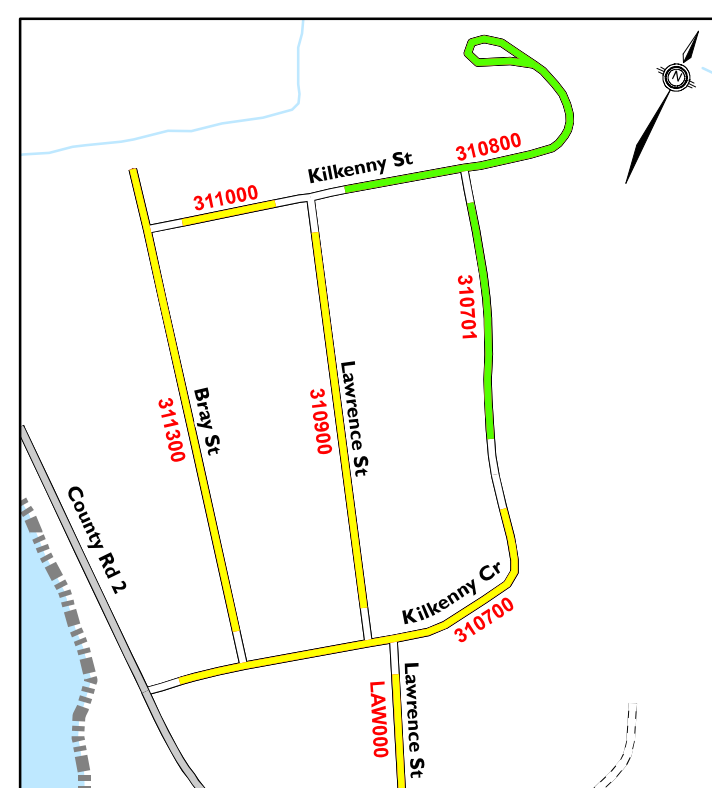 N
310800
Kilkenny St
311000
310701
Lawrence St
310900
Bray St
311300
County Rd 2
Kilkenny Cr
310700
Lawrence St
LAW000